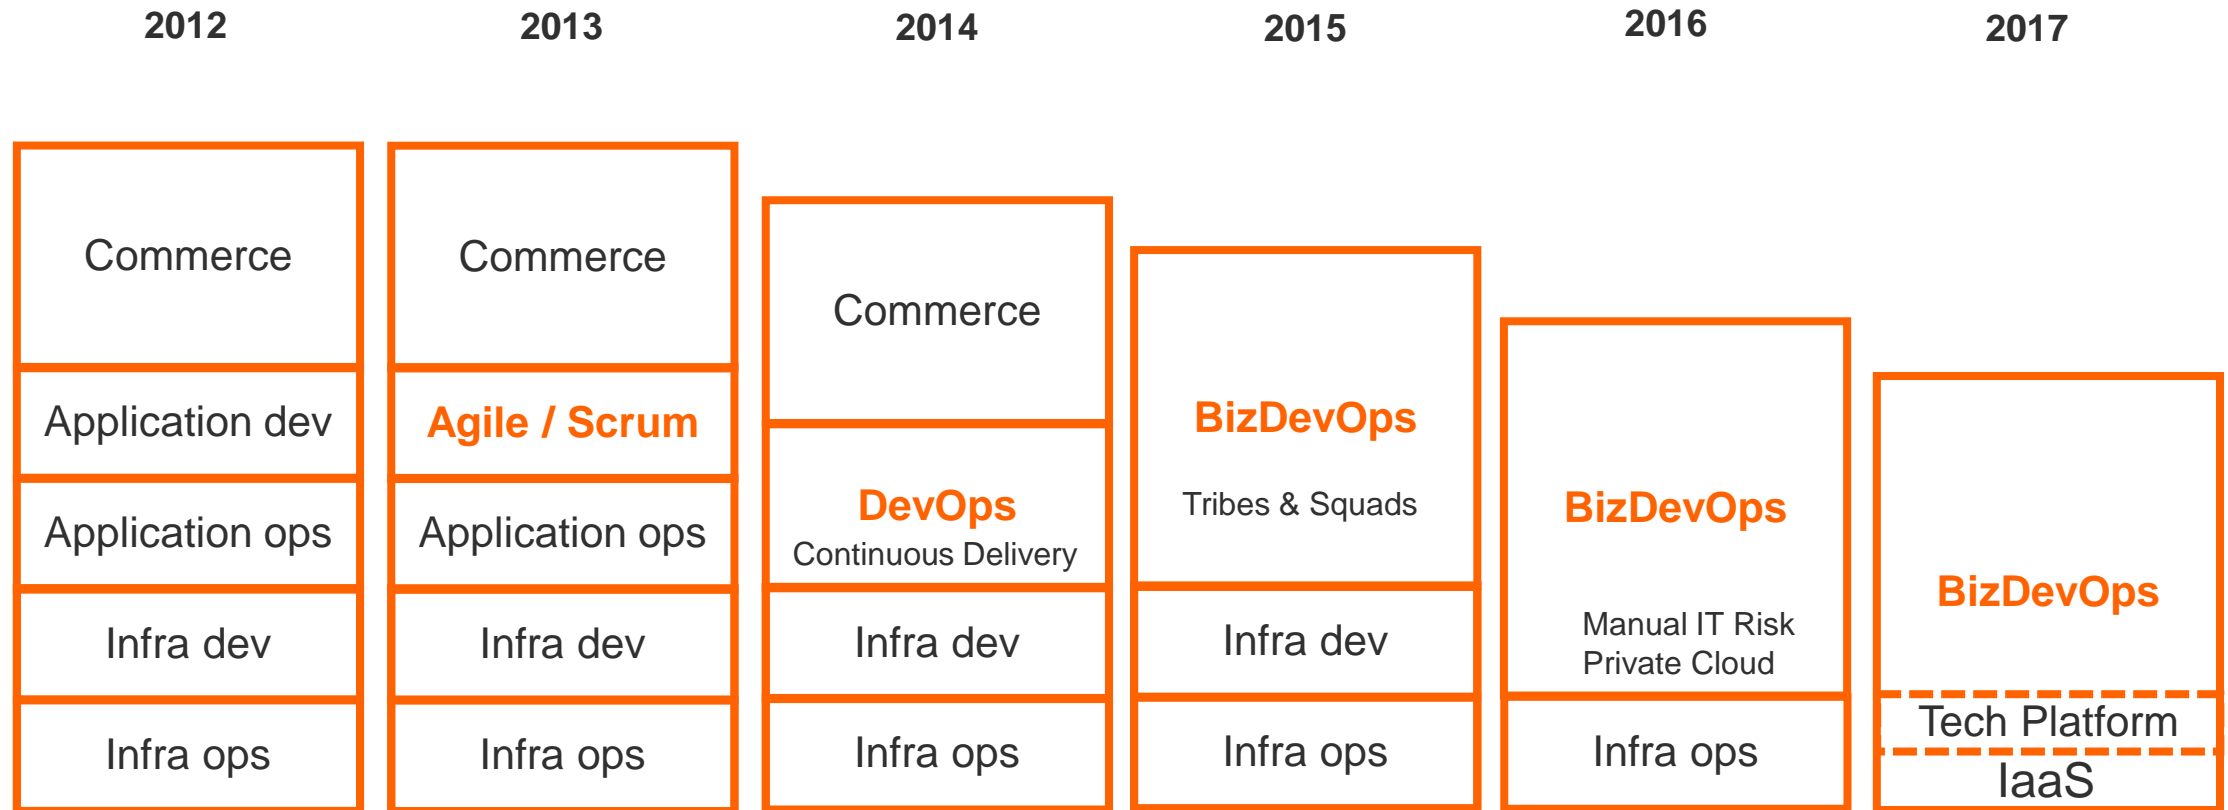 2012
2013
2014
2015
2016
2017
Commerce
Application dev
Application ops
Infra dev
Infra ops
Commerce
Agile / Scrum
Application ops
Infra dev
Infra ops
Commerce
DevOps
Continuous Delivery
Infra dev
Infra ops
BizDevOps
Tribes & Squads
Infra dev
Infra ops
BizDevOps
Manual IT Risk
Private Cloud
Infra ops
BizDevOps
Tech Platform
IaaS